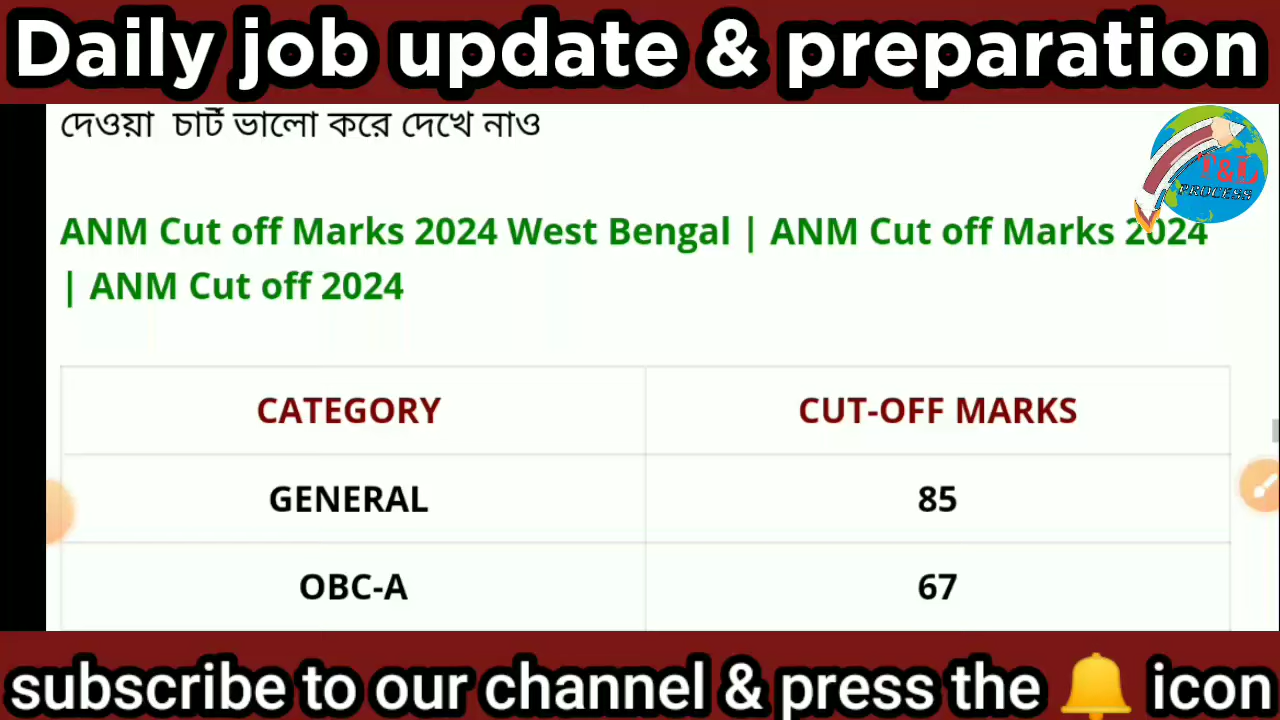 Daily job update & preparation
দেওয়া চার্ট ভালো করে দেখে নাও
T&L
PROCESS
ANM Cut off Marks 2024 West Bengal | ANM Cut off Marks 2024
| ANM Cut off 2024
CATEGORY CUT-OFF MARKS
GENERAL 85
OBC-A 67
subscribe to our channel & press the 🔔 icon